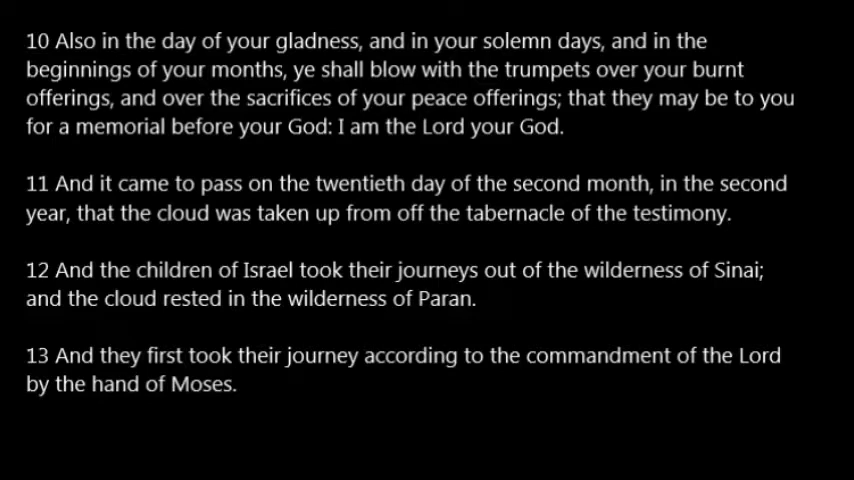 10 Also in the day of your gladness, and in your solemn days, and in the
beginnings of your months, ye shall blow with the trumpets over your burnt
offerings, and over the sacrifices of your peace offerings; that they may be to you
for a memorial before your God: I am the Lord your God.
11 And it came to pass on the twentieth day of the second month, in the second
year, that the cloud was taken up from off the tabernacle of the testimony.
12 And the children of Israel took their journeys out of the wilderness of Sinai;
and the cloud rested in the wilderness of Paran.
13 And they first took their journey according to the commandment of the Lord
by the hand of Moses.